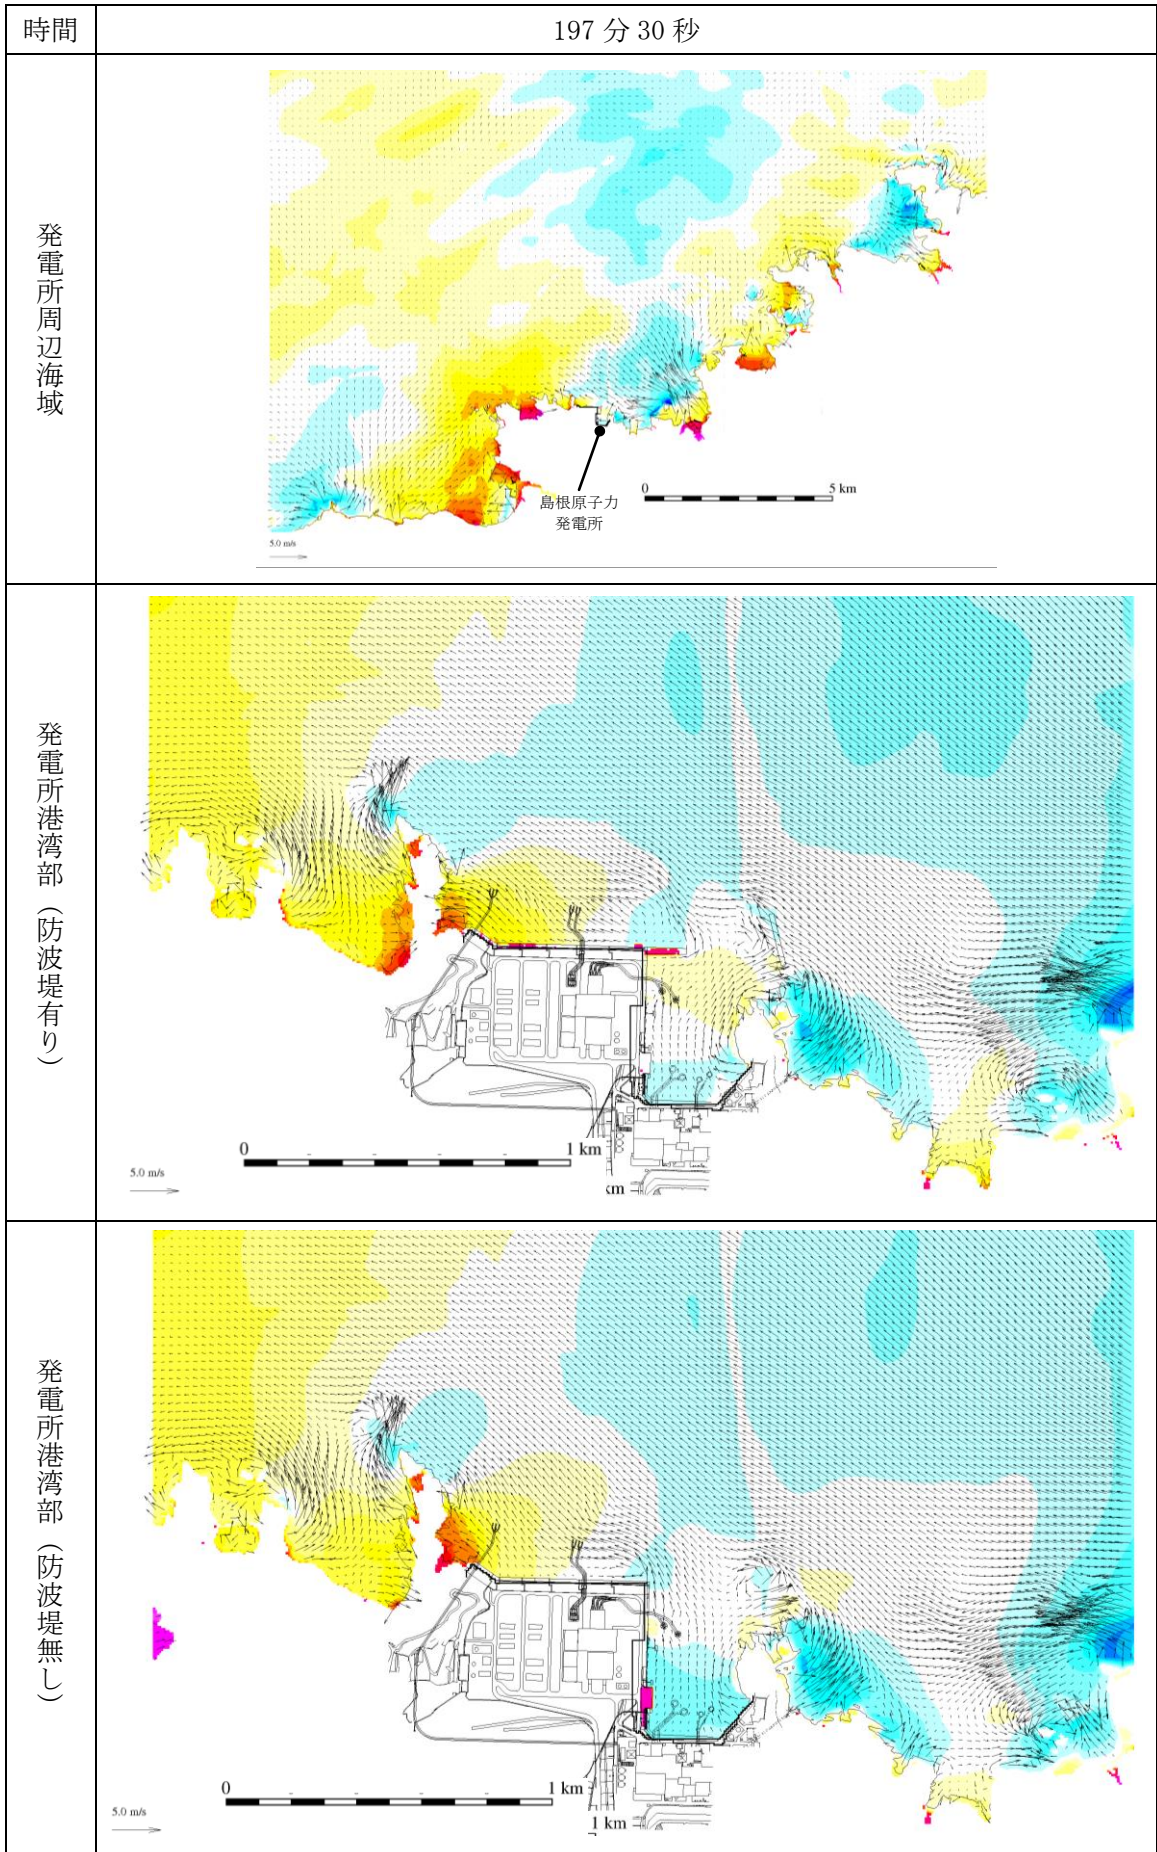 時間
197 分 30 秒
発電所周辺海域
島根原子力
発電所
0
5 km
5.0 m/s
発電所港湾部（防波堤有り）
0
1 km
5.0 m/s
km
発電所港湾部（防波堤無し）
0
1 km
5.0 m/s
1 km